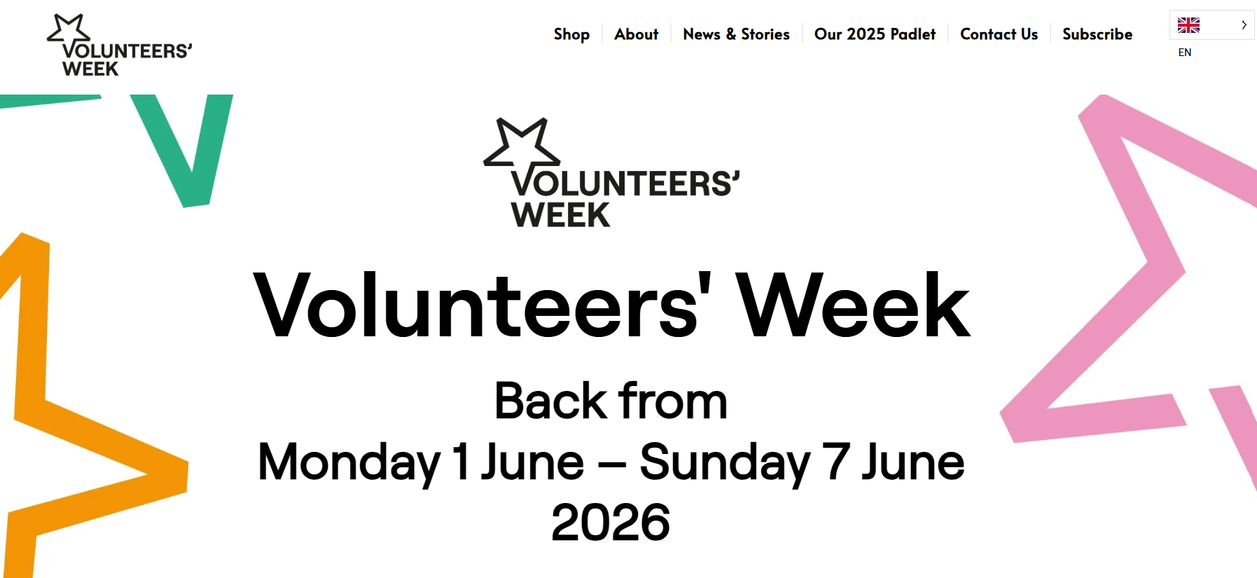 VOLUNTEERS’
WEEK
Shop
About
News & Stories
Our 2025 Padlet
Contact Us
Subscribe
EN
VOLUNTEERS’
WEEK
Volunteers' Week
Back from
Monday 1 June – Sunday 7 June
2026